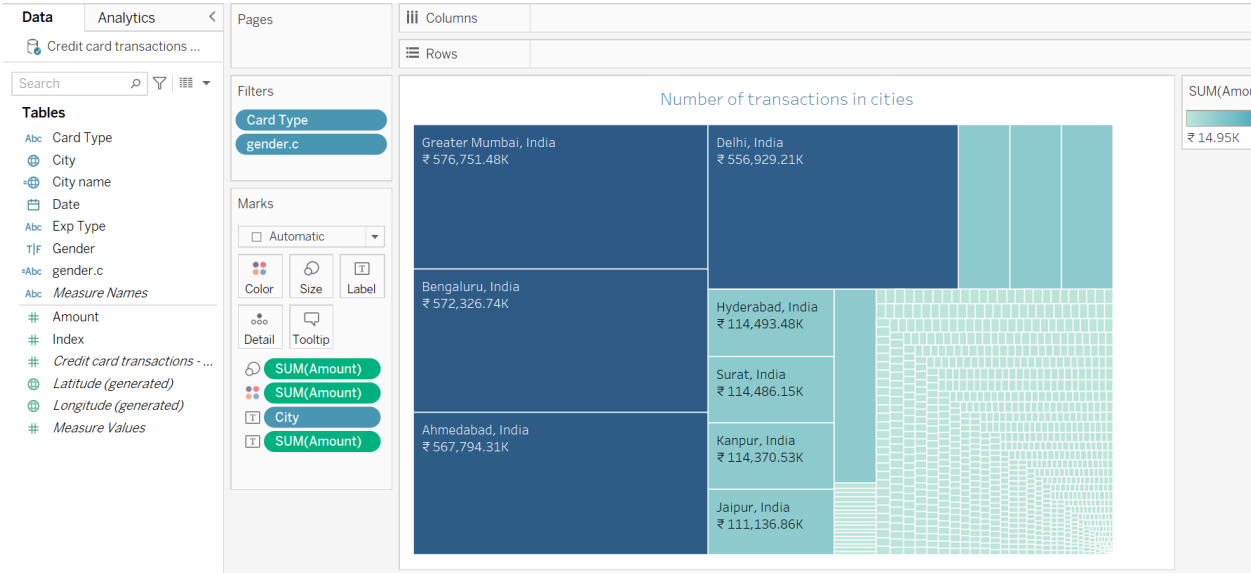 Data
Analytics
Credit card transactions ...
Search
Tables
Abc Card Type
City
City name
Date
Abc Exp Type
T|F Gender
=Abc gender.c
Abc Measure Names
Amount
Index
Credit card transactions - ...
Latitude (generated)
Longitude (generated)
Measure Values
Pages
Filters
Card Type
gender.c
Marks
Automatic
Color
Size
Label
Detail
Tooltip
SUM(Amount)
SUM(Amount)
City
SUM(Amount)
Columns
Rows
Number of transactions in cities
Greater Mumbai, India
₹ 576,751.48K
Bengaluru, India
₹ 572,326.74K
Ahmedabad, India
₹ 567,794.31K
Delhi, India
₹ 556,929.21K
Hyderabad, India
₹ 114,493.48K
Surat, India
₹ 114,486.15K
Kanpur, India
₹ 114,370.53K
Jaipur, India
₹ 111,136.86K
SUM(Amou
₹ 14.95K